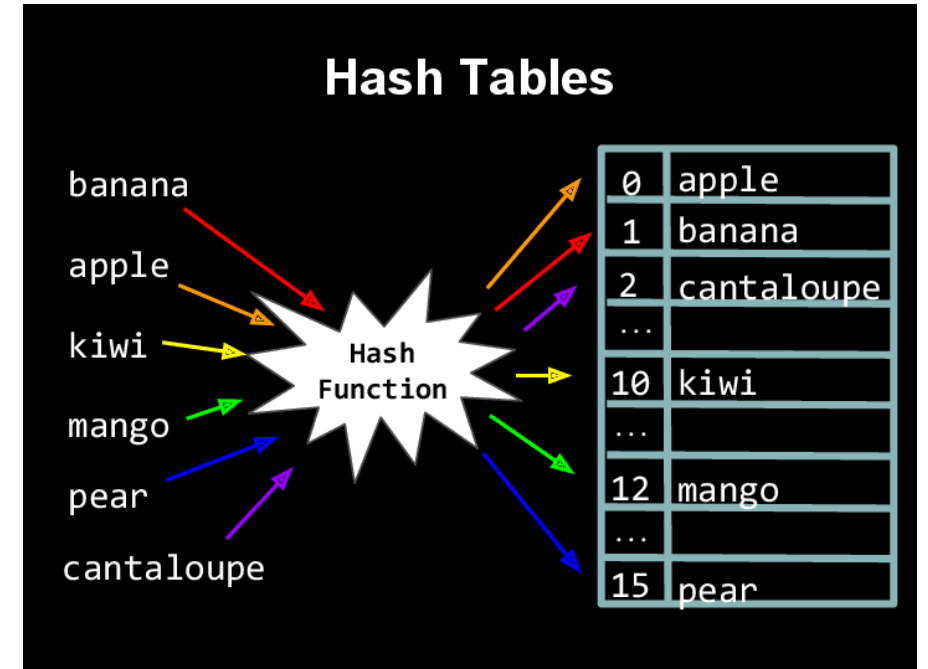 Hash Tables
banana
apple
kiwi
mango
pear
cantaloupe
Hash
Function
0 apple
1 banana
2 cantaloupe
...
10 kiwi
...
12 mango
...
15 pear